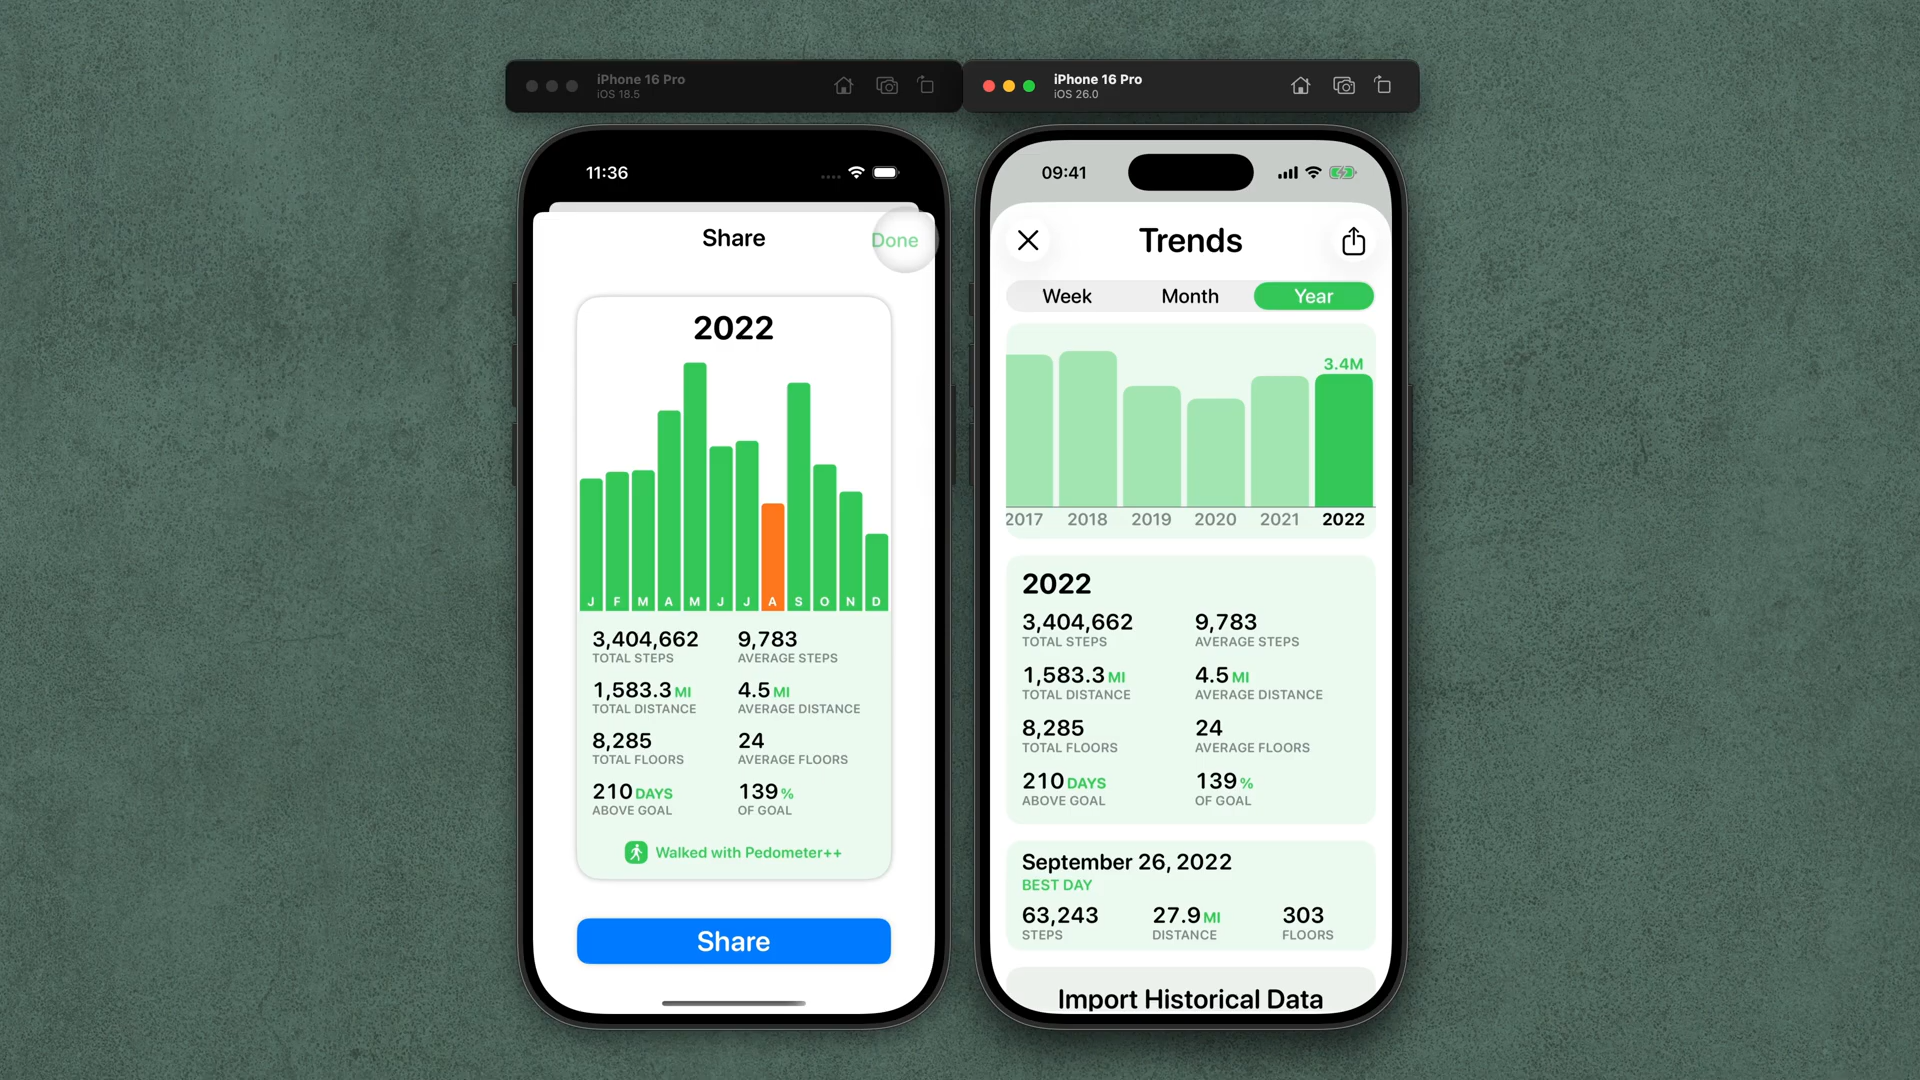 iPhone 16 Pro
iOS 18.5
11:36
Share
Done
2022
J F M A M J J A S O N D
3,404,662 9,783
TOTAL STEPS AVERAGE STEPS
1,583.3 MI 4.5 MI
TOTAL DISTANCE AVERAGE DISTANCE
8,285 24
TOTAL FLOORS AVERAGE FLOORS
210 DAYS 139 %
ABOVE GOAL OF GOAL
Walked with Pedometer++
Share
iPhone 16 Pro
iOS 26.0
09:41
Trends
Week Month Year
3.4M
2017 2018 2019 2020 2021 2022
2022
3,404,662 9,783
TOTAL STEPS AVERAGE STEPS
1,583.3 MI 4.5 MI
TOTAL DISTANCE AVERAGE DISTANCE
8,285 24
TOTAL FLOORS AVERAGE FLOORS
210 DAYS 139 %
ABOVE GOAL OF GOAL
September 26, 2022
BEST DAY
63,243 27.9 MI 303
STEPS DISTANCE FLOORS
Import Historical Data